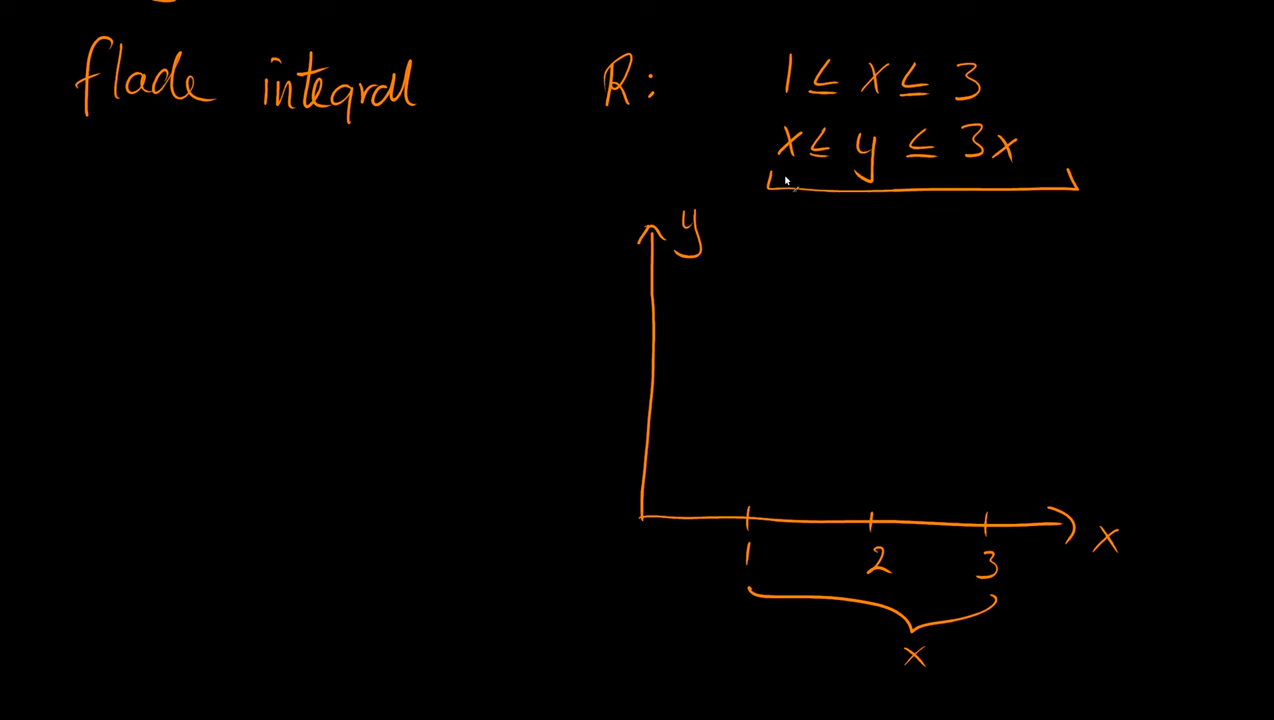 flade integral
R: 1 ≤ x ≤ 3
x ≤ y ≤ 3x
y
x
1 2 3
x